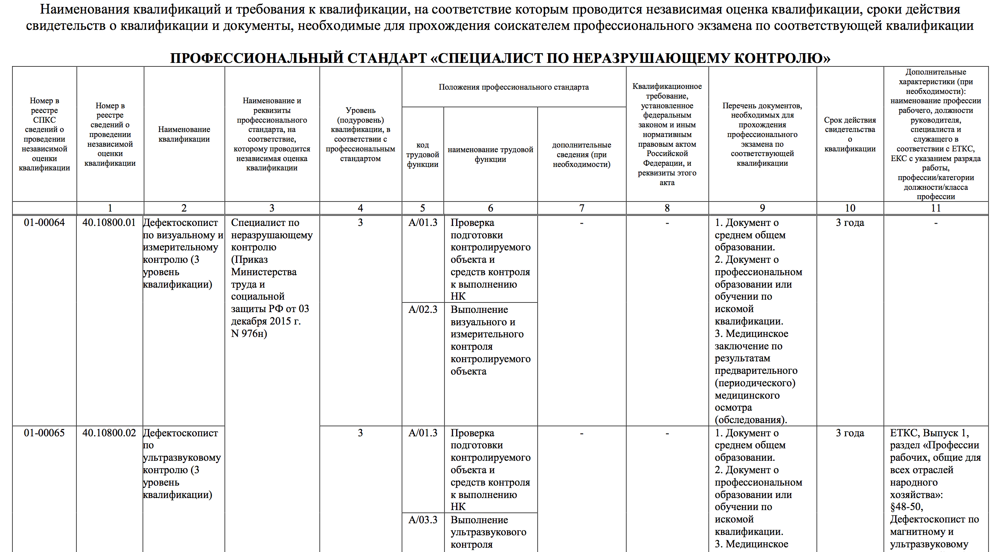 Наименования квалификаций и требования к квалификации, на соответствие которым проводится независимая оценка квалификации, сроки действия
свидетельств о квалификации и документы, необходимые для прохождения соискателем профессионального экзамена по соответствующей квалификации
ПРОФЕССИОНАЛЬНЫЙ СТАНДАРТ «СПЕЦИАЛИСТ ПО НЕРАЗРУШАЮЩЕМУ КОНТРОЛЮ»
Номер в
реестре
СПКС
сведений о
проведении
независимой
оценки
квалификации
Номер в
реестре
сведений о
проведении
независимой
оценки
квалификации
Наименование
квалификации
Наименование и
реквизиты
профессионального
стандарта, на
соответствие,
которому проводится
независимая оценка
квалификации
Уровень
(подуровень)
квалификации, в
соответствии с
профессиональным
стандартом
Положения профессионального стандарта
код
трудовой
функции
наименование трудовой
функции
дополнительные
сведения (при
необходимости)
Квалификационное
требование,
установленное
федеральным
законом и иным
нормативным
правовым актом
Российской
Федерации, и
реквизиты этого
акта
Перечень документов,
необходимых для
прохождения
профессионального
экзамена по
соответствующей
квалификации
Срок действия
свидетельства
о
квалификации
Дополнительные
характеристики (при
необходимости):
наименование профессии
рабочего, должности
руководителя,
специалиста и
служащего в
соответствии с ЕТКС,
ЕКС с указанием разряда
работы,
профессии/категории
должности/класса
профессии
1 2 3 4 5 6 7 8 9 10 11
01-00064
40.10800.01
Дефектоскопист
по визуальному и
измерительному
контролю (3
уровень
квалификации)
Специалист по
неразрушающему
контролю
(Приказ
Министерства
труда и
социальной
защиты РФ от 03
декабря 2015 г.
N 976н)
3
A/01.3
Проверка
подготовки
контролируемого
объекта и
средств контроля
к выполнению
НК
A/02.3
Выполнение
визуального и
измерительного
контроля
контролируемого
объекта
-
-
1. Документ о
среднем общем
образовании.
2. Документ о
профессиональном
образовании или
обучении по
искомой
квалификации.
3. Медицинское
заключение по
результатам
предварительного
(периодического)
медицинского
осмотра
(обследования).
3 года
-
01-00065
40.10800.02
Дефектоскопист
по
ультразвуковому
контролю (3
уровень
квалификации)
3
A/01.3
Проверка
подготовки
контролируемого
объекта и
средств контроля
к выполнению
НК
A/03.3
Выполнение
ультразвукового
контроля
-
-
1. Документ о
среднем общем
образовании.
2. Документ о
профессиональном
образовании или
обучении по
искомой
квалификации.
3. Медицинское
3 года
ЕТКС, Выпуск 1,
раздел «Профессии
рабочих, общие для
всех отраслей
народного
хозяйства»:
§48-50,
Дефектоскопист по
магнитному и
ультразвуковому